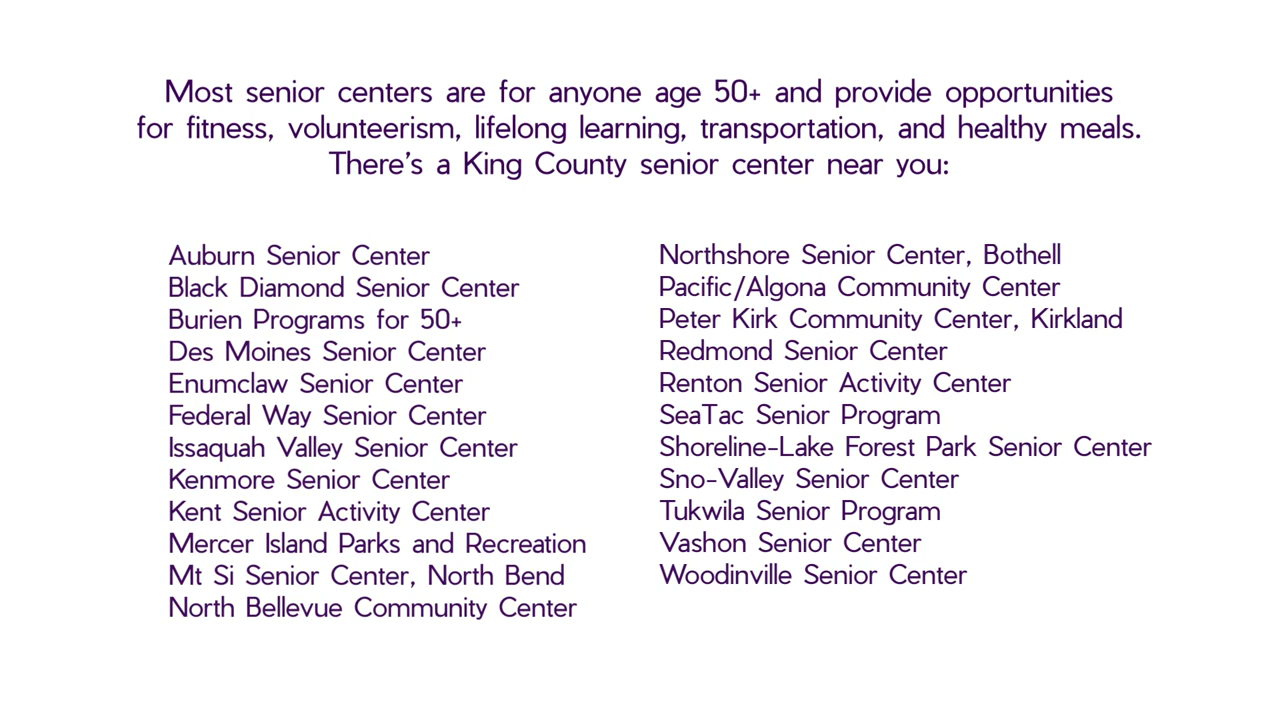 Most senior centers are for anyone age 50+ and provide opportunities
for fitness, volunteerism, lifelong learning, transportation, and healthy meals.
There's a King County senior center near you:
Auburn Senior Center
Black Diamond Senior Center
Burien Programs for 50+
Des Moines Senior Center
Enumclaw Senior Center
Federal Way Senior Center
Issaquah Valley Senior Center
Kenmore Senior Center
Kent Senior Activity Center
Mercer Island Parks and Recreation
Mt Si Senior Center, North Bend
North Bellevue Community Center
Northshore Senior Center, Bothell
Pacific/Algona Community Center
Peter Kirk Community Center, Kirkland
Redmond Senior Center
Renton Senior Activity Center
SeaTac Senior Program
Shoreline-Lake Forest Park Senior Center
Sno-Valley Senior Center
Tukwila Senior Program
Vashon Senior Center
Woodinville Senior Center